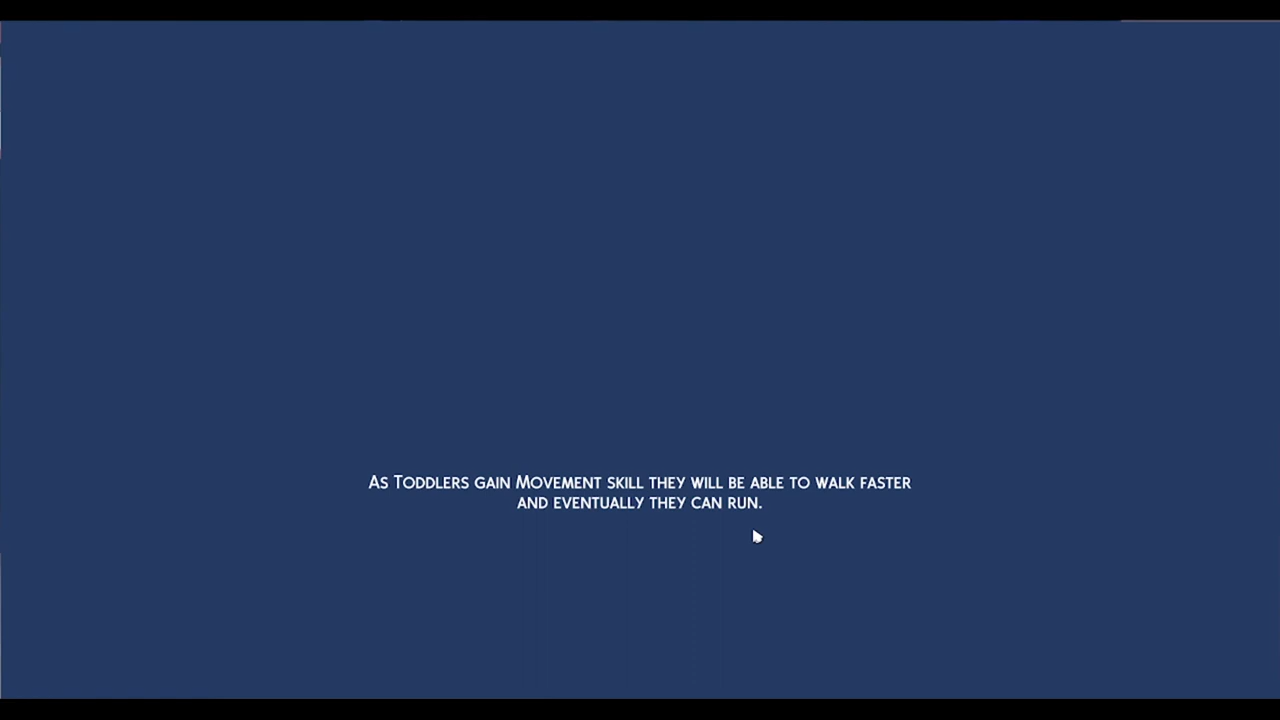 As Toddlers gain Movement skill they will be able to walk faster
and eventually they can run.